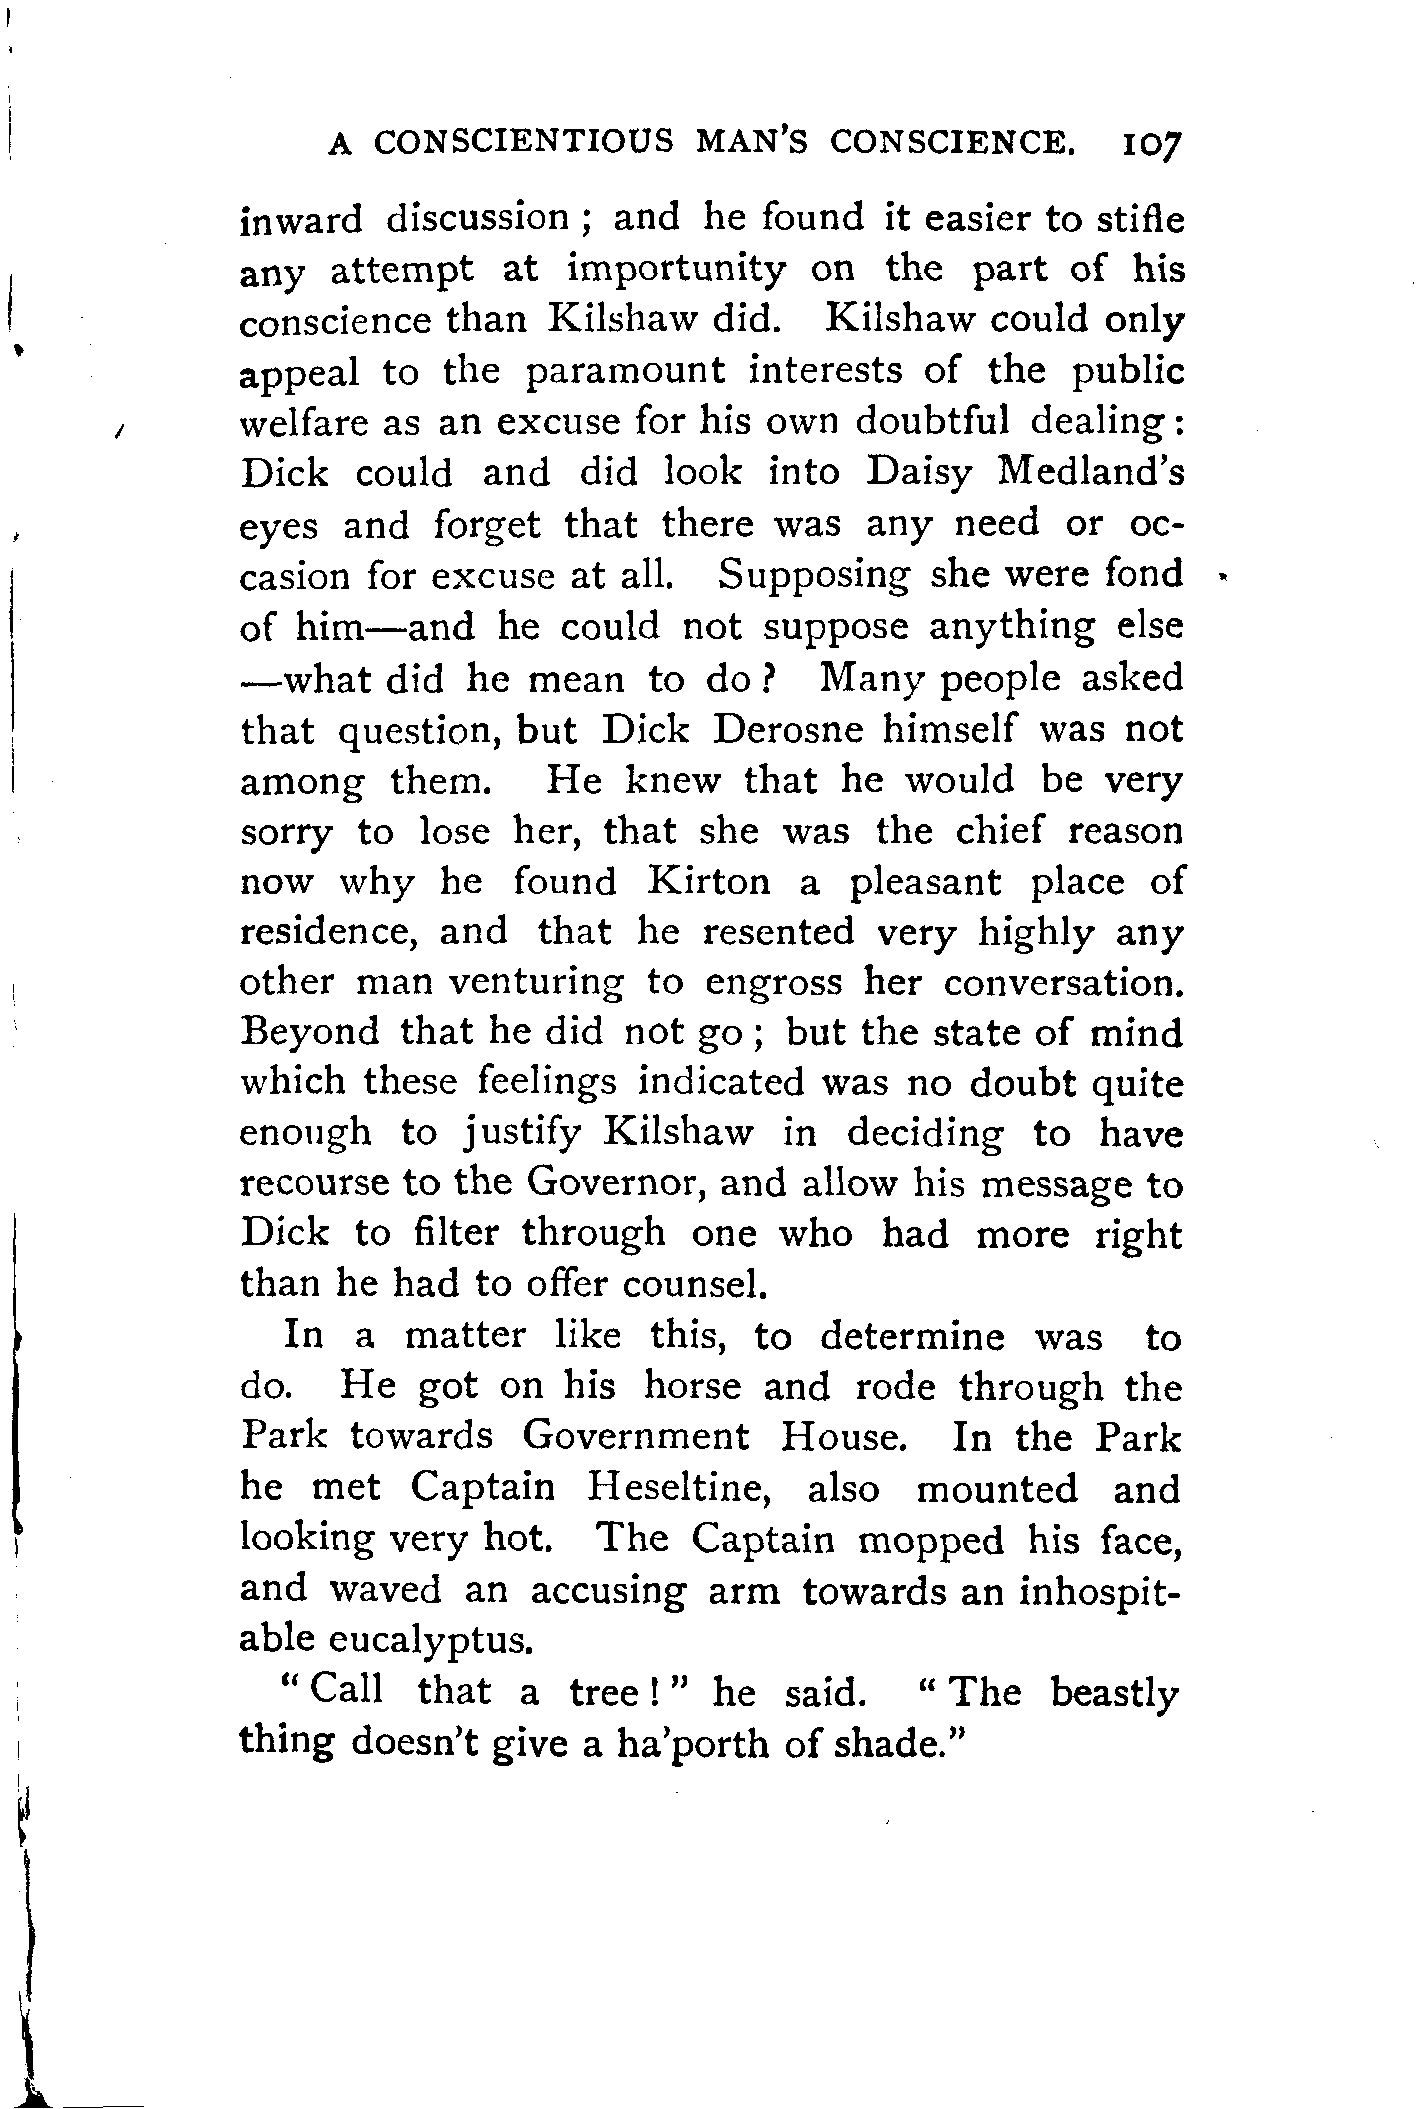 A CONSCIENTIOUS MAN'S CONSCIENCE. 107
inward discussion ; and he found it easier to stifle
any attempt at importunity on the part of his
conscience than Kilshaw did. Kilshaw could only
appeal to the paramount interests of the public
welfare as an excuse for his own doubtful dealing :
Dick could and did look into Daisy Medland's
eyes and forget that there was any need or oc-
casion for excuse at all. Supposing she were fond
of him—and he could not suppose anything else
—what did he mean to do ? Many people asked
that question, but Dick Derosne himself was not
among them. He knew that he would be very
sorry to lose her, that she was the chief reason
now why he found Kirton a pleasant place of
residence, and that he resented very highly any
other man venturing to engross her conversation.
Beyond that he did not go ; but the state of mind
which these feelings indicated was no doubt quite
enough to justify Kilshaw in deciding to have
recourse to the Governor, and allow his message to
Dick to filter through one who had more right
than he had to offer counsel.
In a matter like this, to determine was to
do. He got on his horse and rode through the
Park towards Government House. In the Park
he met Captain Heseltine, also mounted and
looking very hot. The Captain mopped his face,
and waved an accusing arm towards an inhospit-
able eucalyptus.
" Call that a tree ! " he said. " The beastly
thing doesn't give a ha'porth of shade."